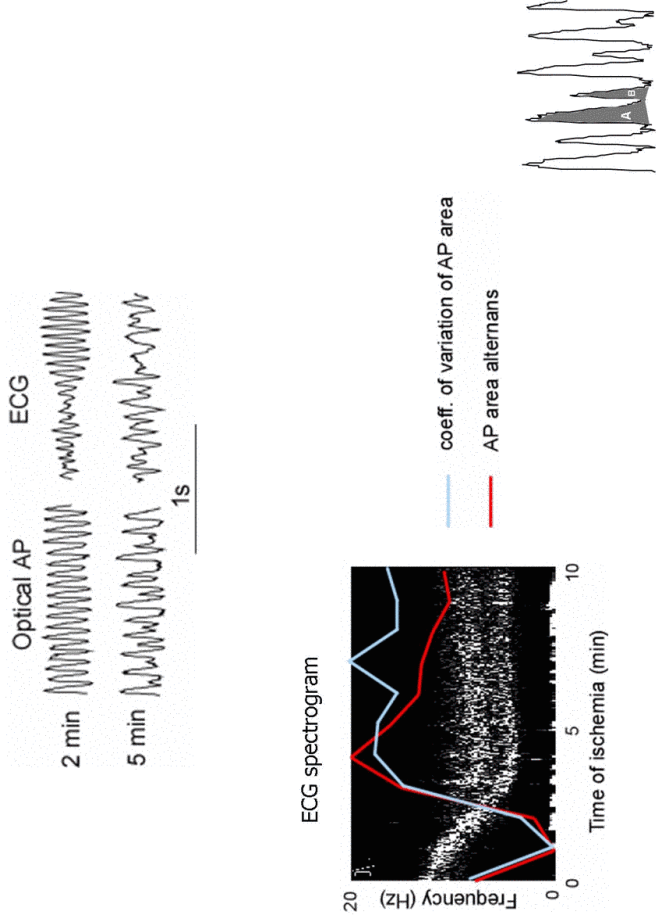 Optical AP
ECG
2 min
5 min
1s
ECG spectrogram
20
0
Frequency (Hz)
0
5
10
Time of ischemia (min)
coeff. of variation of AP area
AP area alternans
A
B